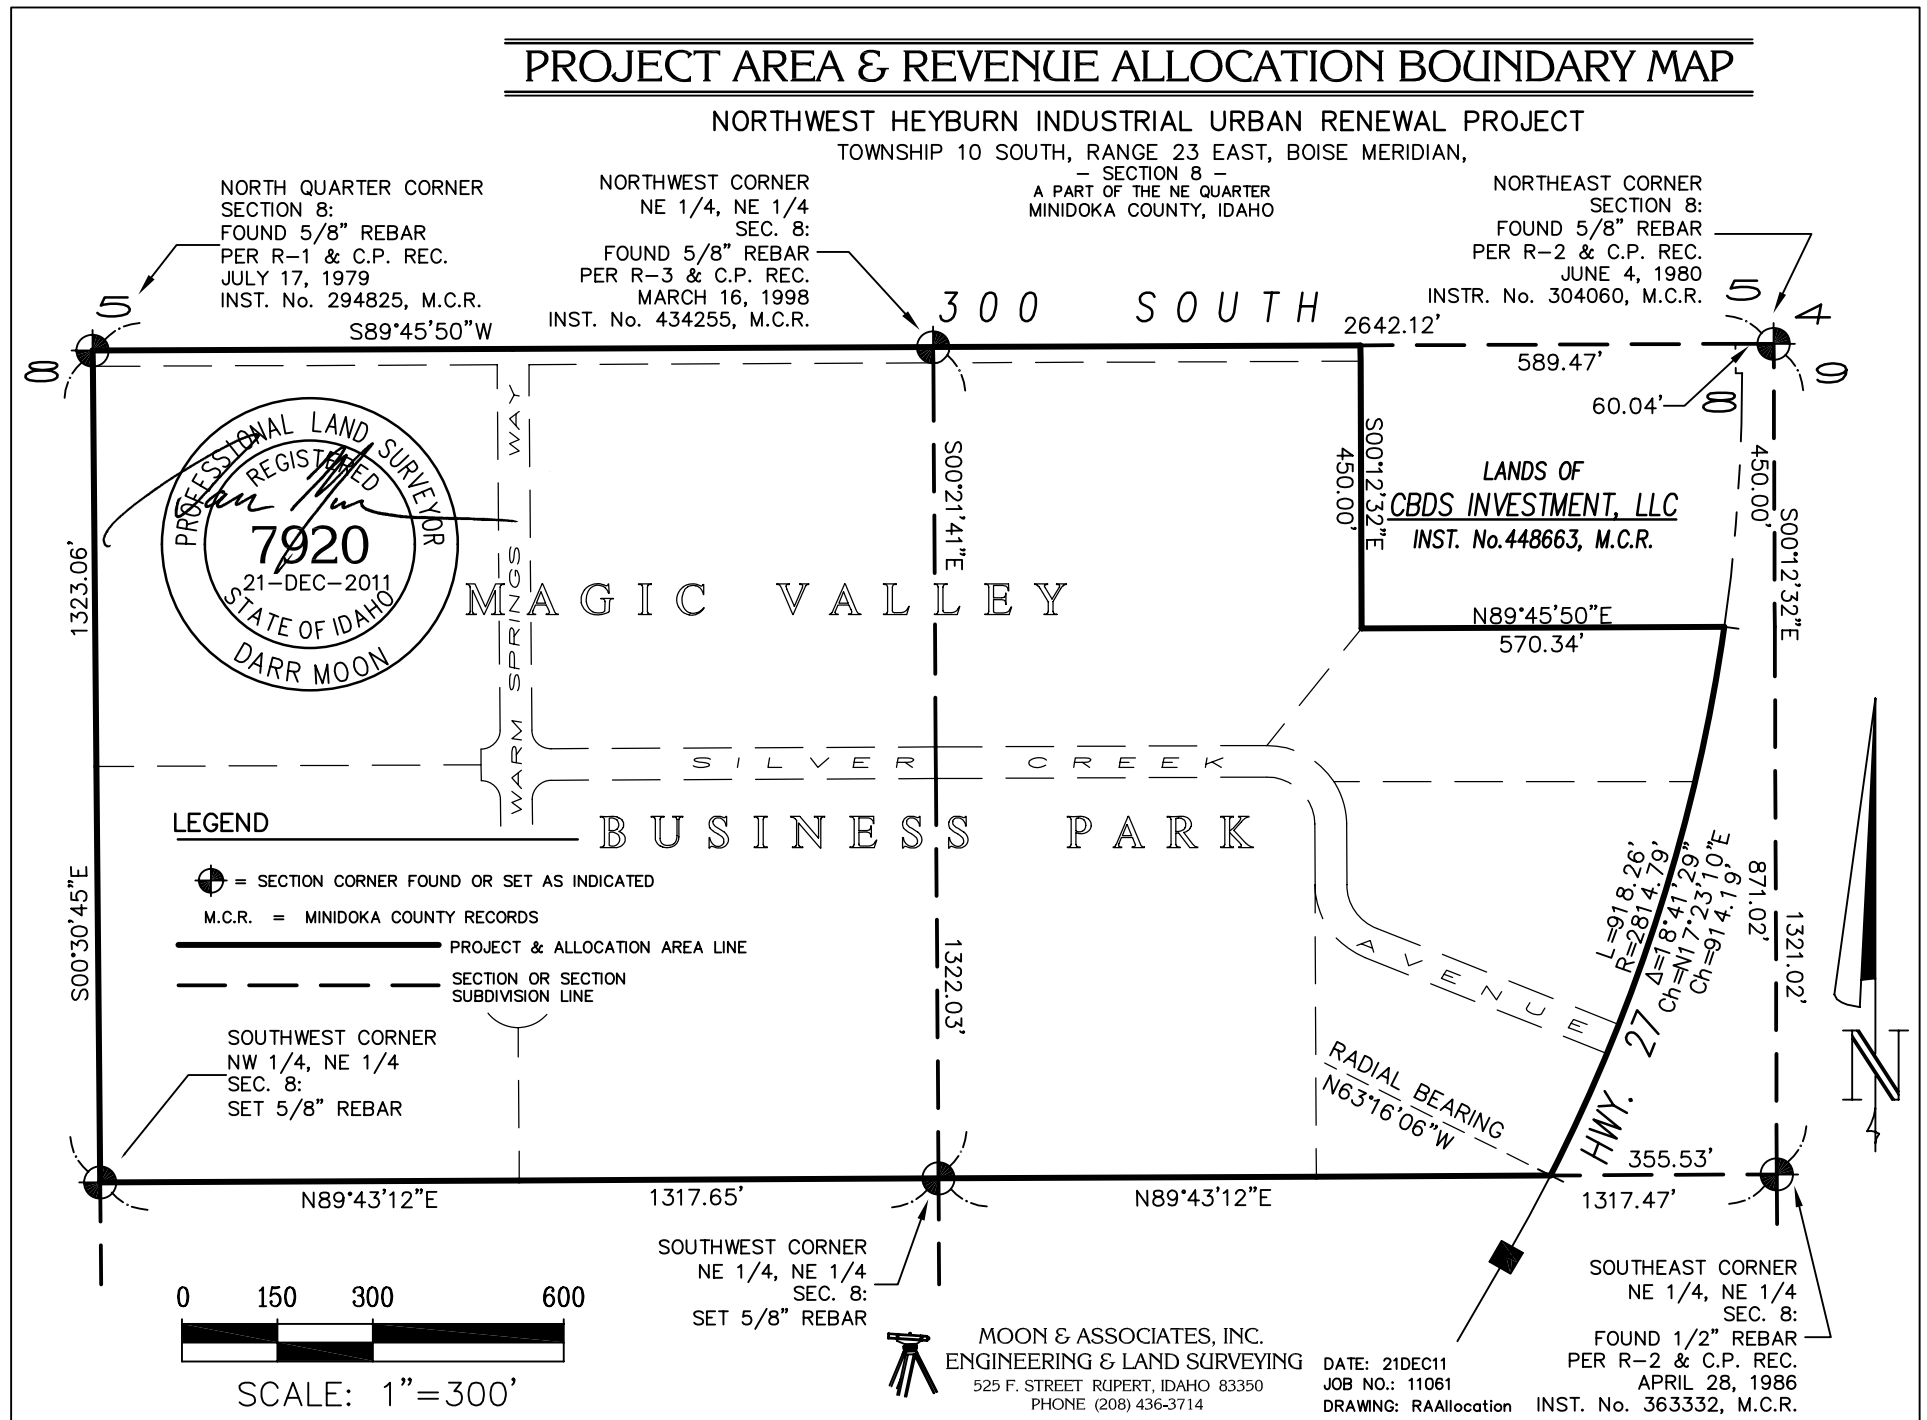 PROJECT AREA & REVENUE ALLOCATION BOUNDARY MAP
NORTHWEST HEYBURN INDUSTRIAL URBAN RENEWAL PROJECT
TOWNSHIP 10 SOUTH, RANGE 23 EAST, BOISE MERIDIAN,
– SECTION 8 –
A PART OF THE NE QUARTER
MINIDOKA COUNTY, IDAHO
NORTH QUARTER CORNER
SECTION 8:
FOUND 5/8" REBAR
PER R–1 & C.P. REC.
JULY 17, 1979
INST. No. 294825, M.C.R.
NORTHWEST CORNER
NE 1/4, NE 1/4
SEC. 8:
FOUND 5/8" REBAR
PER R–3 & C.P. REC.
MARCH 16, 1998
INST. No. 434255, M.C.R.
NORTHEAST CORNER
SECTION 8:
FOUND 5/8" REBAR
PER R–2 & C.P. REC.
JUNE 4, 1980
INSTR. No. 304060, M.C.R.
5
8
S89°45'50"W
300 SOUTH
2642.12'
589.47'
60.04'
5
4
8
9
PROFESSIONAL LAND SURVEYOR
REGISTERED
7920
21–DEC–2011
STATE OF IDAHO
DARR MOON
1323.06'
S00°30'45"E
WARM SPRINGS WAY
S00°21'41"E
1322.03'
S00°12'32"E
450.00'
LANDS OF
CBDS INVESTMENT, LLC
INST. No.448663, M.C.R.
450.00'
S00°12'32"E
N89°45'50"E
570.34'
MAGIC VALLEY
BUSINESS PARK
SILVER CREEK
AVENUE
L=918.26'
R=2814.79'
Δ=18°41'29"
Ch=N17°23'10"E
Ch=914.19'
871.02'
1321.02'
HWY. 27
RADIAL BEARING
N63°16'06"W
355.53'
1317.47'
N
LEGEND
= SECTION CORNER FOUND OR SET AS INDICATED
M.C.R. = MINIDOKA COUNTY RECORDS
PROJECT & ALLOCATION AREA LINE
SECTION OR SECTION
SUBDIVISION LINE
SOUTHWEST CORNER
NW 1/4, NE 1/4
SEC. 8:
SET 5/8" REBAR
N89°43'12"E
1317.65'
N89°43'12"E
SOUTHWEST CORNER
NE 1/4, NE 1/4
SEC. 8:
SET 5/8" REBAR
SOUTHEAST CORNER
NE 1/4, NE 1/4
SEC. 8:
FOUND 1/2" REBAR
PER R–2 & C.P. REC.
APRIL 28, 1986
INST. No. 363332, M.C.R.
0 150 300 600
SCALE: 1"=300'
MOON & ASSOCIATES, INC.
ENGINEERING & LAND SURVEYING
525 F. STREET RUPERT, IDAHO 83350
PHONE (208) 436-3714
DATE: 21DEC11
JOB NO.: 11061
DRAWING: RAAllocation